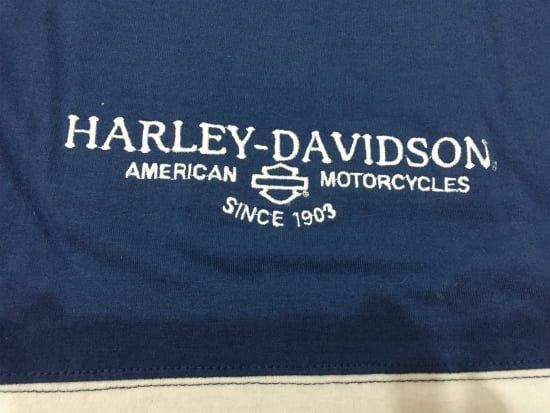 HARLEY-DAVIDSON
AMERICAN MOTORCYCLES
SINCE 1903